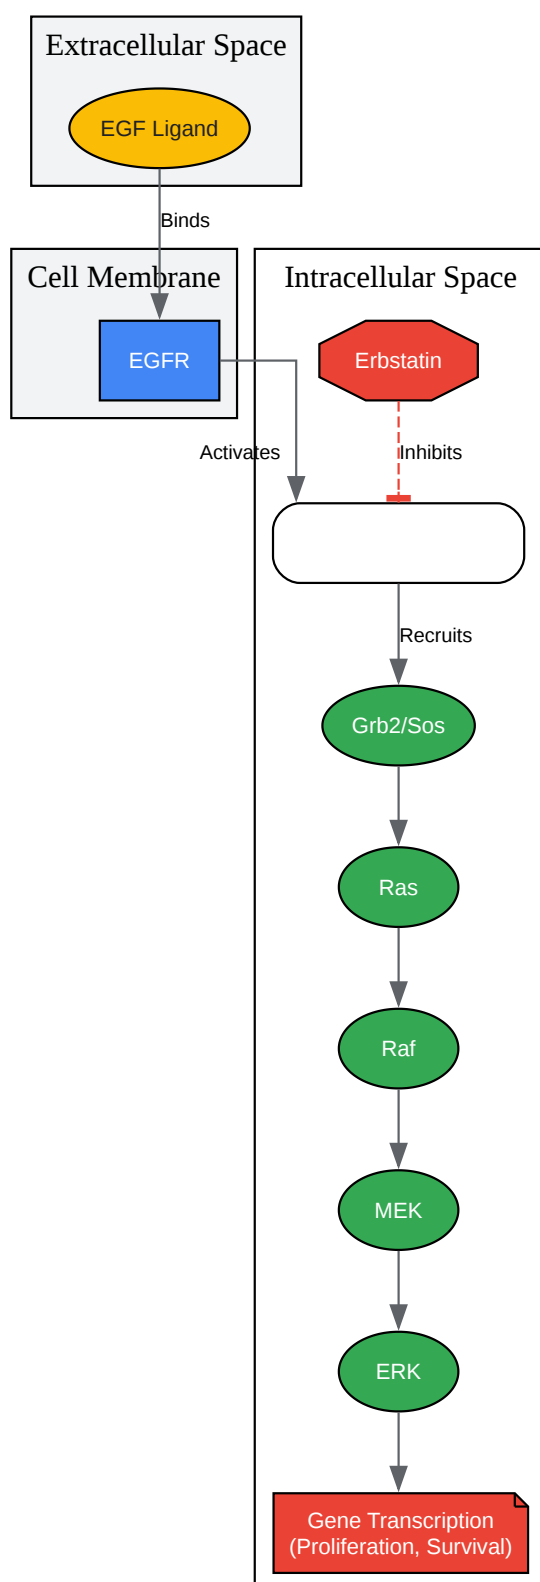 Extracellular Space
EGF Ligand
Binds
Cell Membrane
EGFR
Intracellular Space
Erbstatin
Activates
Inhibits
Recruits
Grb2/Sos
Ras
Raf
MEK
ERK
Gene Transcription
(Proliferation, Survival)